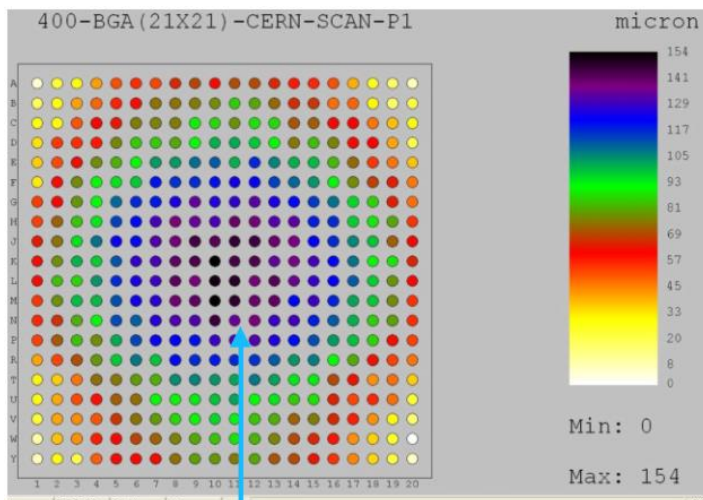 400-BGA(21X21)-CERN-SCAN-P1
micron
154
141
129
117
105
93
81
69
57
45
33
20
8
0
A
B
C
D
E
F
G
H
J
K
L
M
N
P
R
T
U
V
W
Y
1 2 3 4 5 6 7 8 9 10 11 12 13 14 15 16 17 18 19 20
Min: 0
Max: 154